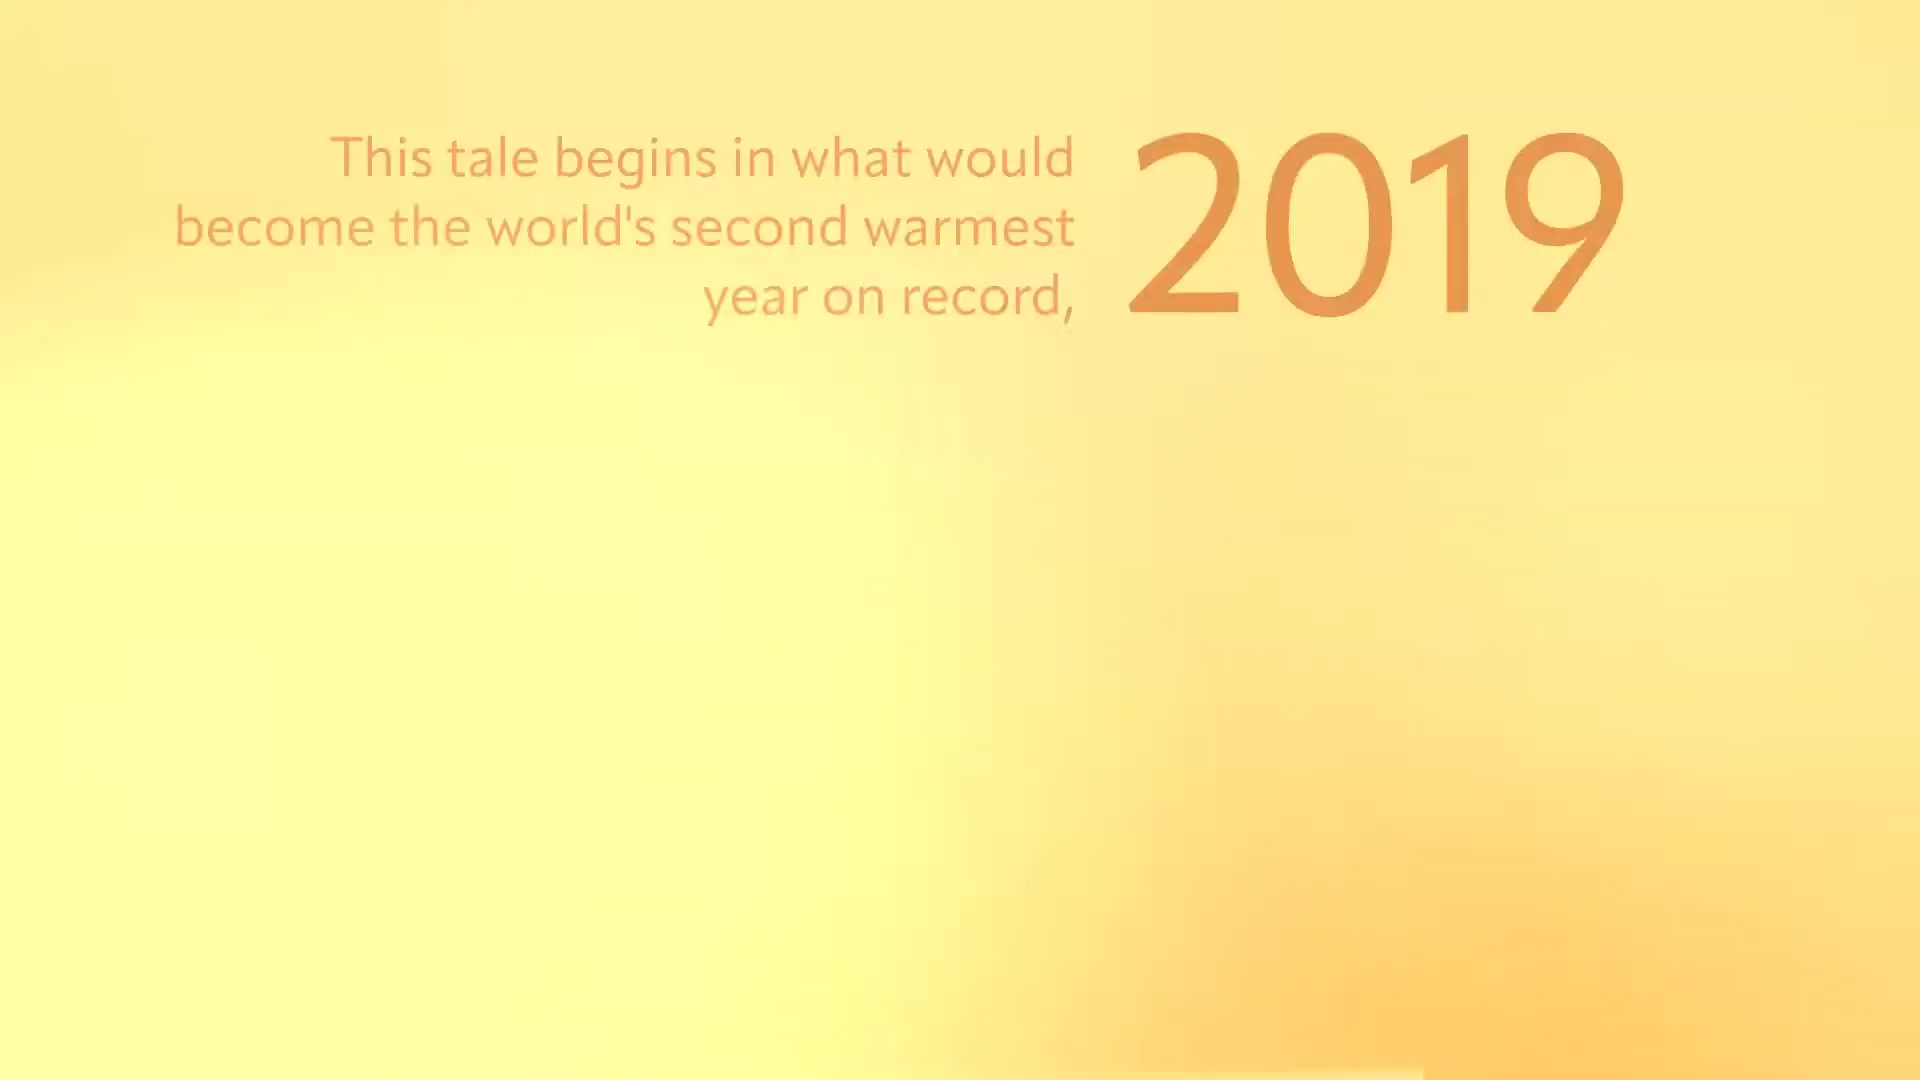 This tale begins in what would
become the world's second warmest
year on record,
2019